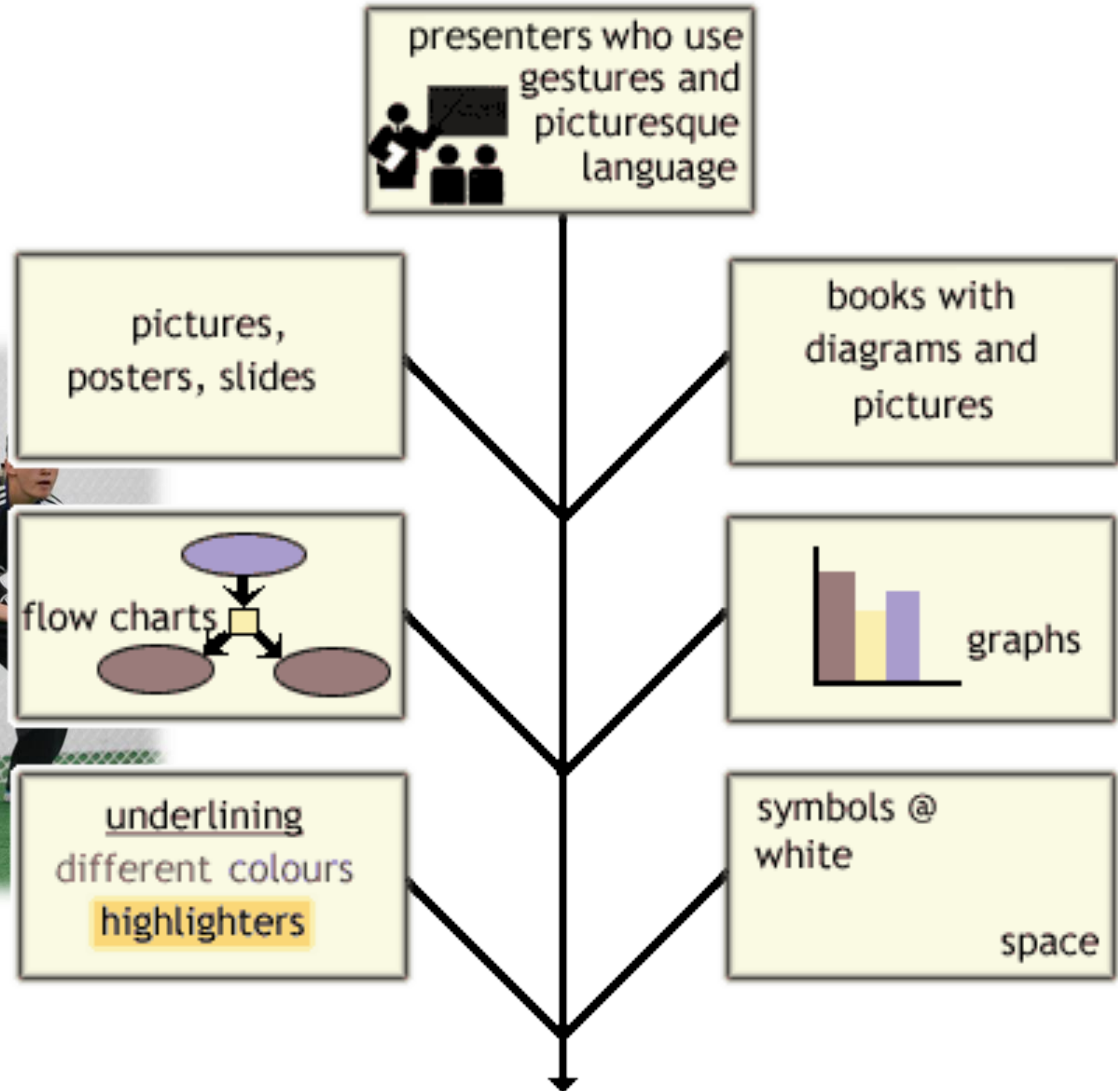 presenters who use
gestures and
picturesque
language
pictures,
posters, slides
books with
diagrams and
pictures
flow charts
graphs
underlining
different colours
highlighters
symbols @
white
space